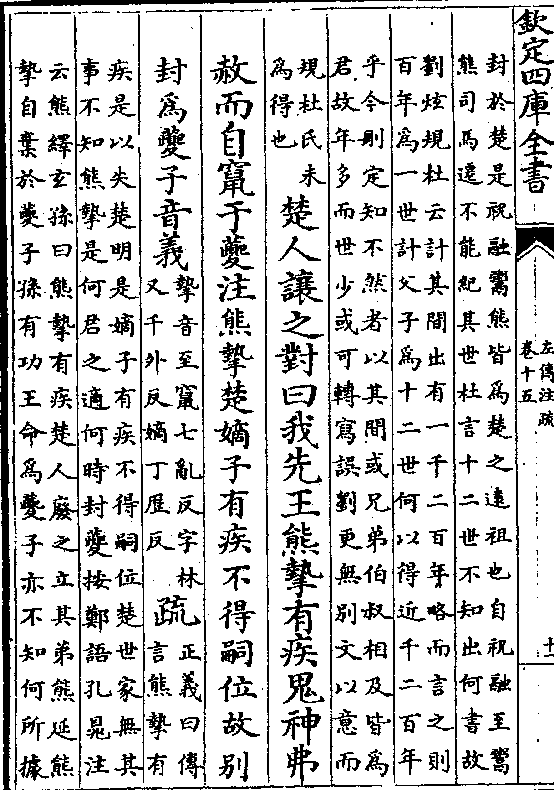 欽定四庫全書
左傳注疏
卷十五
十
封於楚是祝融鬻熊皆爲楚之遠祖也自祝融至鬻
熊司馬遷不能紀其世杜言十二世不知出何書故
劉炫規杜云計其間出有一千二百年略而言之則
百年爲一世計父子爲十二世何以得近千二百年
乎今刪定知不然者以其間或兄弟伯叔相及皆爲
君故年多而世少或可轉寫誤劉更無別文以意而
規杜氏未
爲得也
楚人讓之對曰我先王熊摯有疾鬼神弗
赦而自竄于夔注熊摯楚嫡子有疾不得嗣位故別
封爲夔子音義
摯音至竄七亂反字林
又千外反嫡丁歴反
疏
正義曰傳
言熊摯有
疾是以失楚明是嫡子有疾不得嗣位楚世家無其
事不知熊摯是何君之適何時封夔按鄭語孔晁注
云熊繹玄孫曰熊摯有疾楚人廢之立其弟熊延熊
摯自棄於夔子孫有功王命爲夔子亦不知何所據